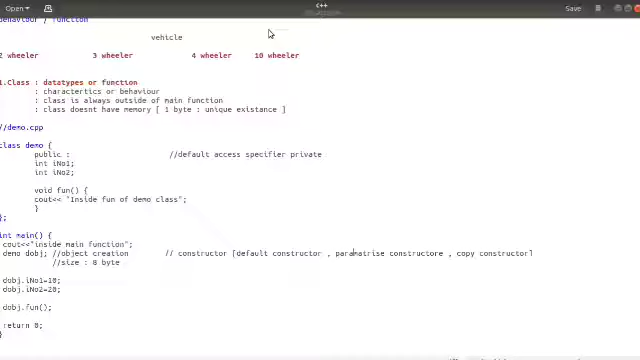 Open
C++
Save
behaviour / function
vehicle
2 wheeler 3 wheeler 4 wheeler 10 wheeler
1.Class : datatypes or function
: charactertics or behaviour
: class is always outside of main function
: class doesnt have memory [ 1 byte : unique existance ]
//demo.cpp
class demo {
public : //default access specifier private
int iNo1;
int iNo2;
void fun() {
cout<< "Inside fun of demo class";
}
};
int main() {
cout<<"inside main function";
demo dobj; //object creation // constructor [default constructor , paramatrise constructore , copy constructor]
//size : 8 byte
dobj.iNo1=10;
dobj.iNo2=20;
dobj.fun();
return 0;
}